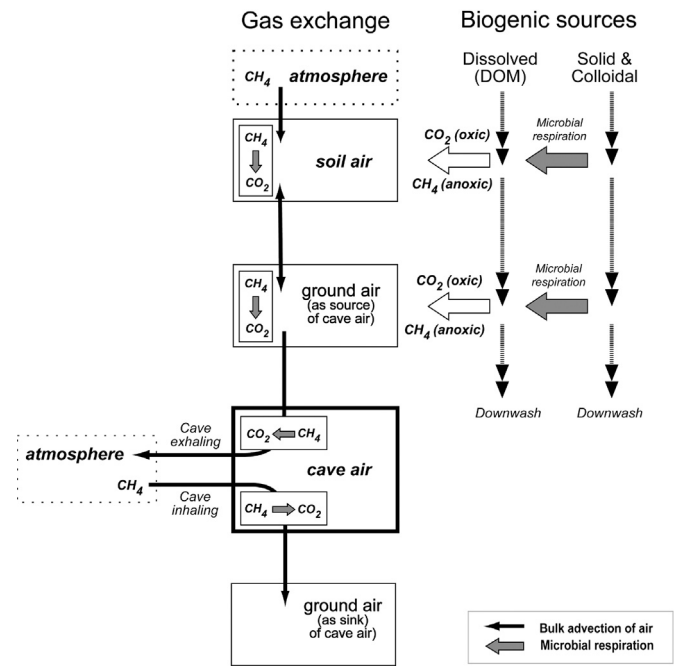 Gas exchange
Biogenic sources
Dissolved
(DOM)
Solid &
Colloidal
CH4 atmosphere
CH4
CO2
soil air
CO2 (oxic)
CH4 (anoxic)
Microbial
respiration
CH4
CO2
ground air
(as source)
of cave air)
CO2 (oxic)
CH4 (anoxic)
Microbial
respiration
Downwash
Downwash
CO2 CH4
cave air
CH4 CO2
Cave
exhaling
atmosphere
CH4
Cave
inhaling
ground air
(as sink)
of cave air)
Bulk advection of air
Microbial respiration